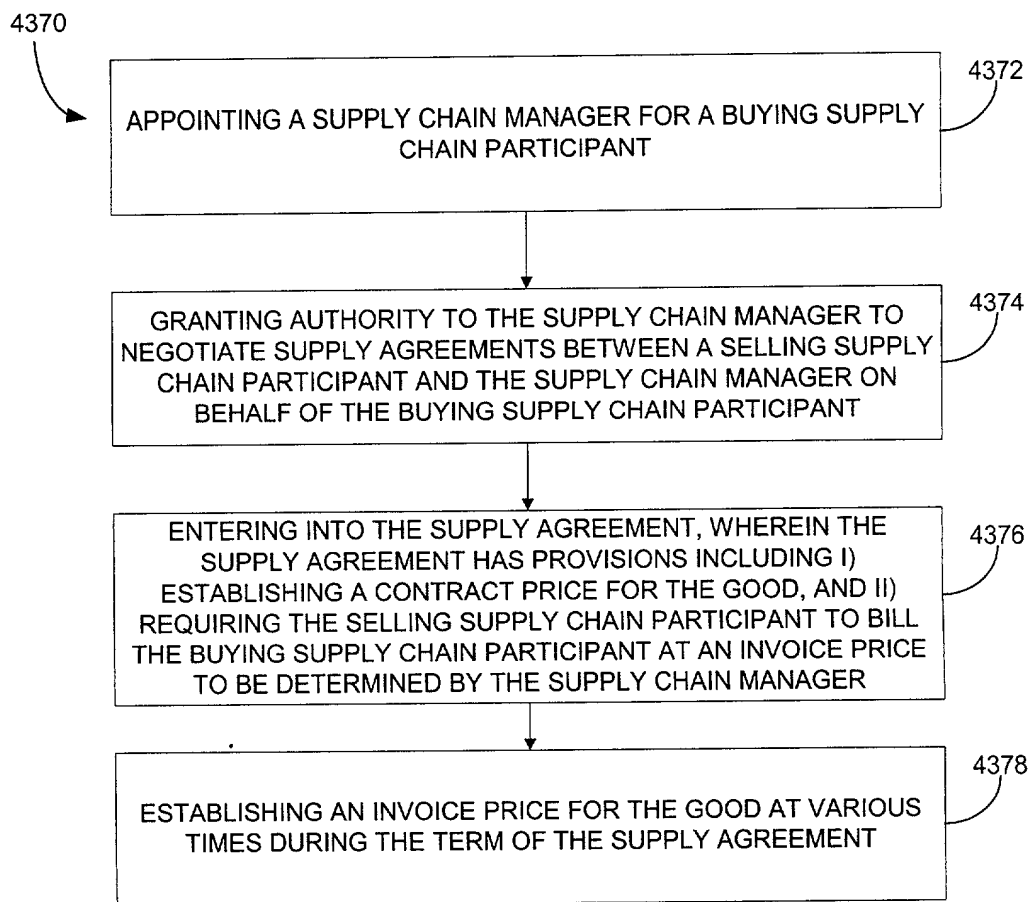 4370
4372
APPOINTING A SUPPLY CHAIN MANAGER FOR A BUYING SUPPLY
CHAIN PARTICIPANT
4374
GRANTING AUTHORITY TO THE SUPPLY CHAIN MANAGER TO
NEGOTIATE SUPPLY AGREEMENTS BETWEEN A SELLING SUPPLY
CHAIN PARTICIPANT AND THE SUPPLY CHAIN MANAGER ON
BEHALF OF THE BUYING SUPPLY CHAIN PARTICIPANT
4376
ENTERING INTO THE SUPPLY AGREEMENT, WHEREIN THE
SUPPLY AGREEMENT HAS PROVISIONS INCLUDING I)
ESTABLISHING A CONTRACT PRICE FOR THE GOOD, AND II)
REQUIRING THE SELLING SUPPLY CHAIN PARTICIPANT TO BILL
THE BUYING SUPPLY CHAIN PARTICIPANT AT AN INVOICE PRICE
TO BE DETERMINED BY THE SUPPLY CHAIN MANAGER
4378
ESTABLISHING AN INVOICE PRICE FOR THE GOOD AT VARIOUS
TIMES DURING THE TERM OF THE SUPPLY AGREEMENT